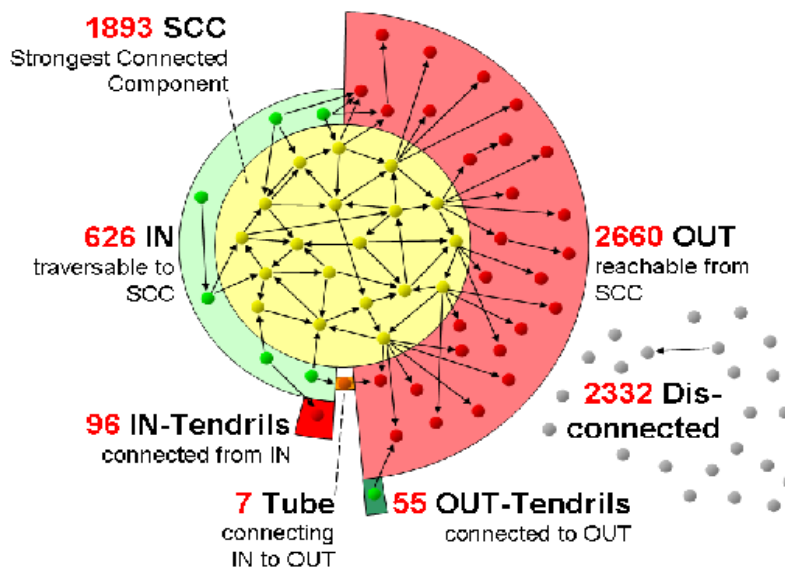 1893 SCC
Strongest Connected
Component
626 IN
traversable to
SCC
2660 OUT
reachable from
SCC
2332 Dis-
connected
96 IN-Tendrils
connected from IN
7 Tube
connecting
IN to OUT
55 OUT-Tendrils
connected to OUT